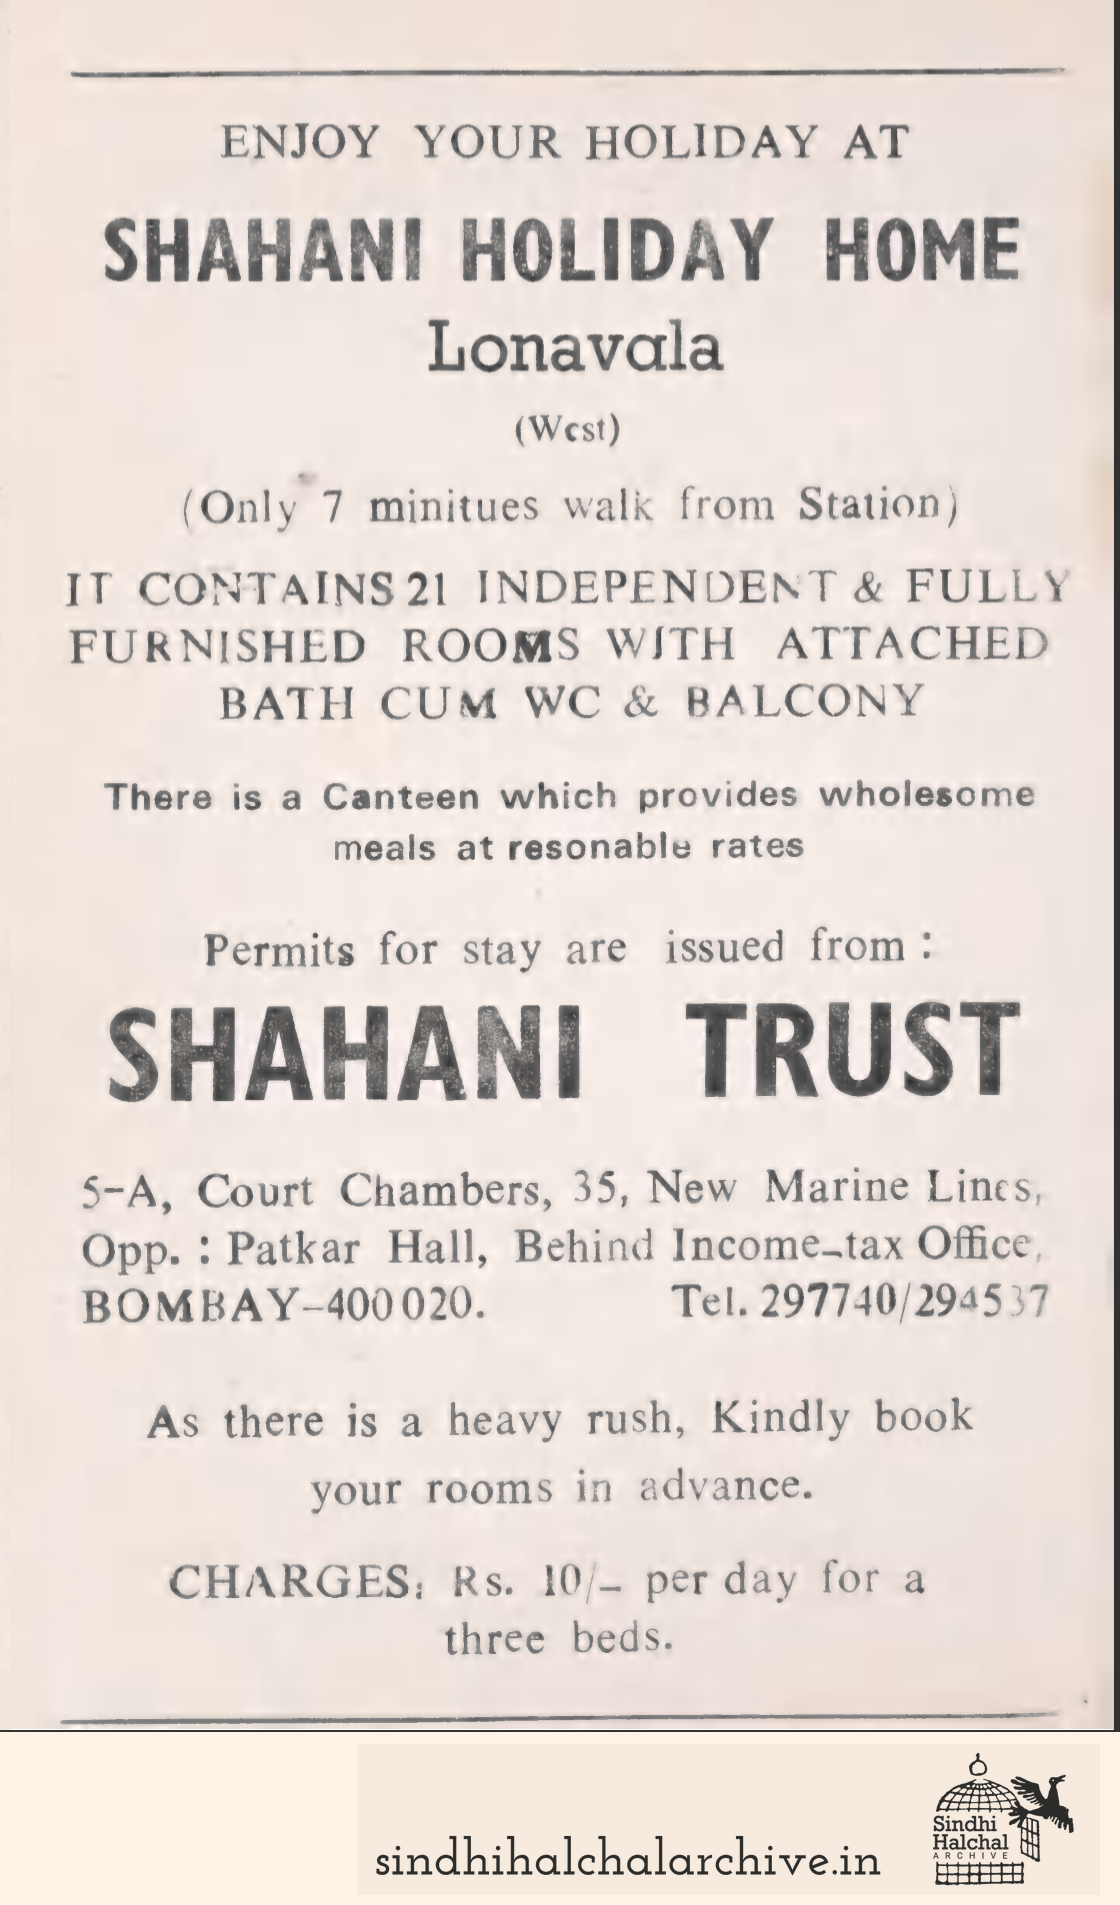 ENJOY YOUR HOLIDAY AT
SHAHANI HOLIDAY HOME
Lonavala
(West)
(Only 7 minitues walk from Station)
IT CONTAINS 21 INDEPENDENT & FULLY
FURNISHED ROOMS WITH ATTACHED
BATH CUM WC & BALCONY
There is a Canteen which provides wholesome
meals at resonable rates
Permits for stay are issued from :
SHAHANI TRUST
5-A, Court Chambers, 35, New Marine Lines,
Opp. : Patkar Hall, Behind Income-tax Office,
BOMBAY-400 020. Tel. 297740/294537
As there is a heavy rush, Kindly book
your rooms in advance.
CHARGES: Rs. 10/- per day for a
three beds.
sindhihalchalarchive.in
Sindhi
Halchal
ARCHIVE